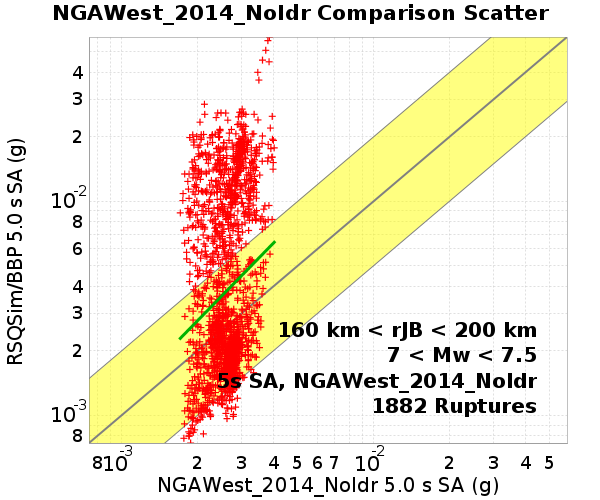 NGAWest_2014_NoIdr Comparison Scatter
RSQSim/BBP 5.0 s SA (g)
4
3
2
10-2
8
6
4
3
2
10-3
8
160 km < rJB < 200 km
7 < Mw < 7.5
5s SA, NGAWest_2014_NoIdr
1882 Ruptures
8 10-3 2 3 4 5 6 7 10-2 2 3 4 5
NGAWest_2014_NoIdr 5.0 s SA (g)